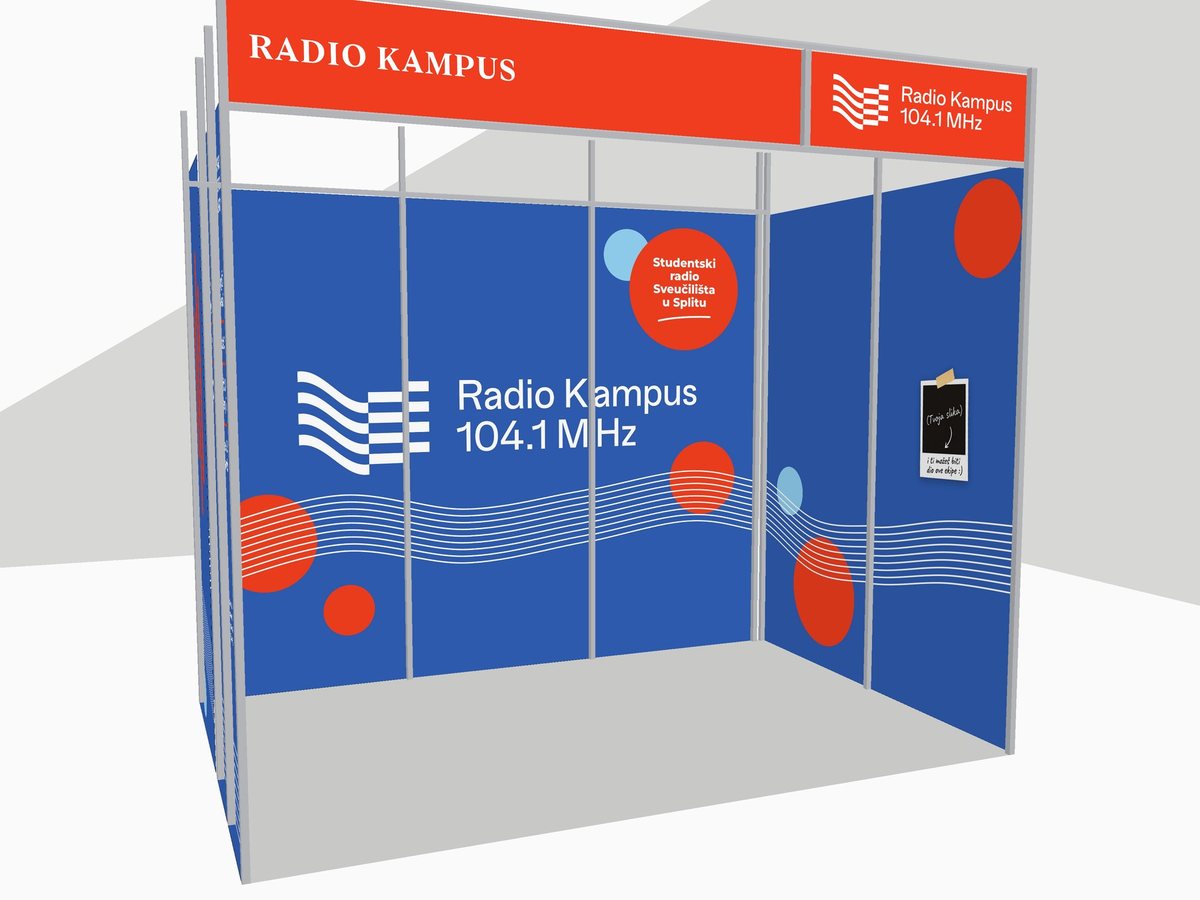 RADIO KAMPUS
Radio Kampus
104.1 MHz
Studentski
radio
Sveučilišta
u Splitu
Radio Kampus
104.1 MHz
(Tvoja slika)
i ti možeš biti
dio ove ekipe :)